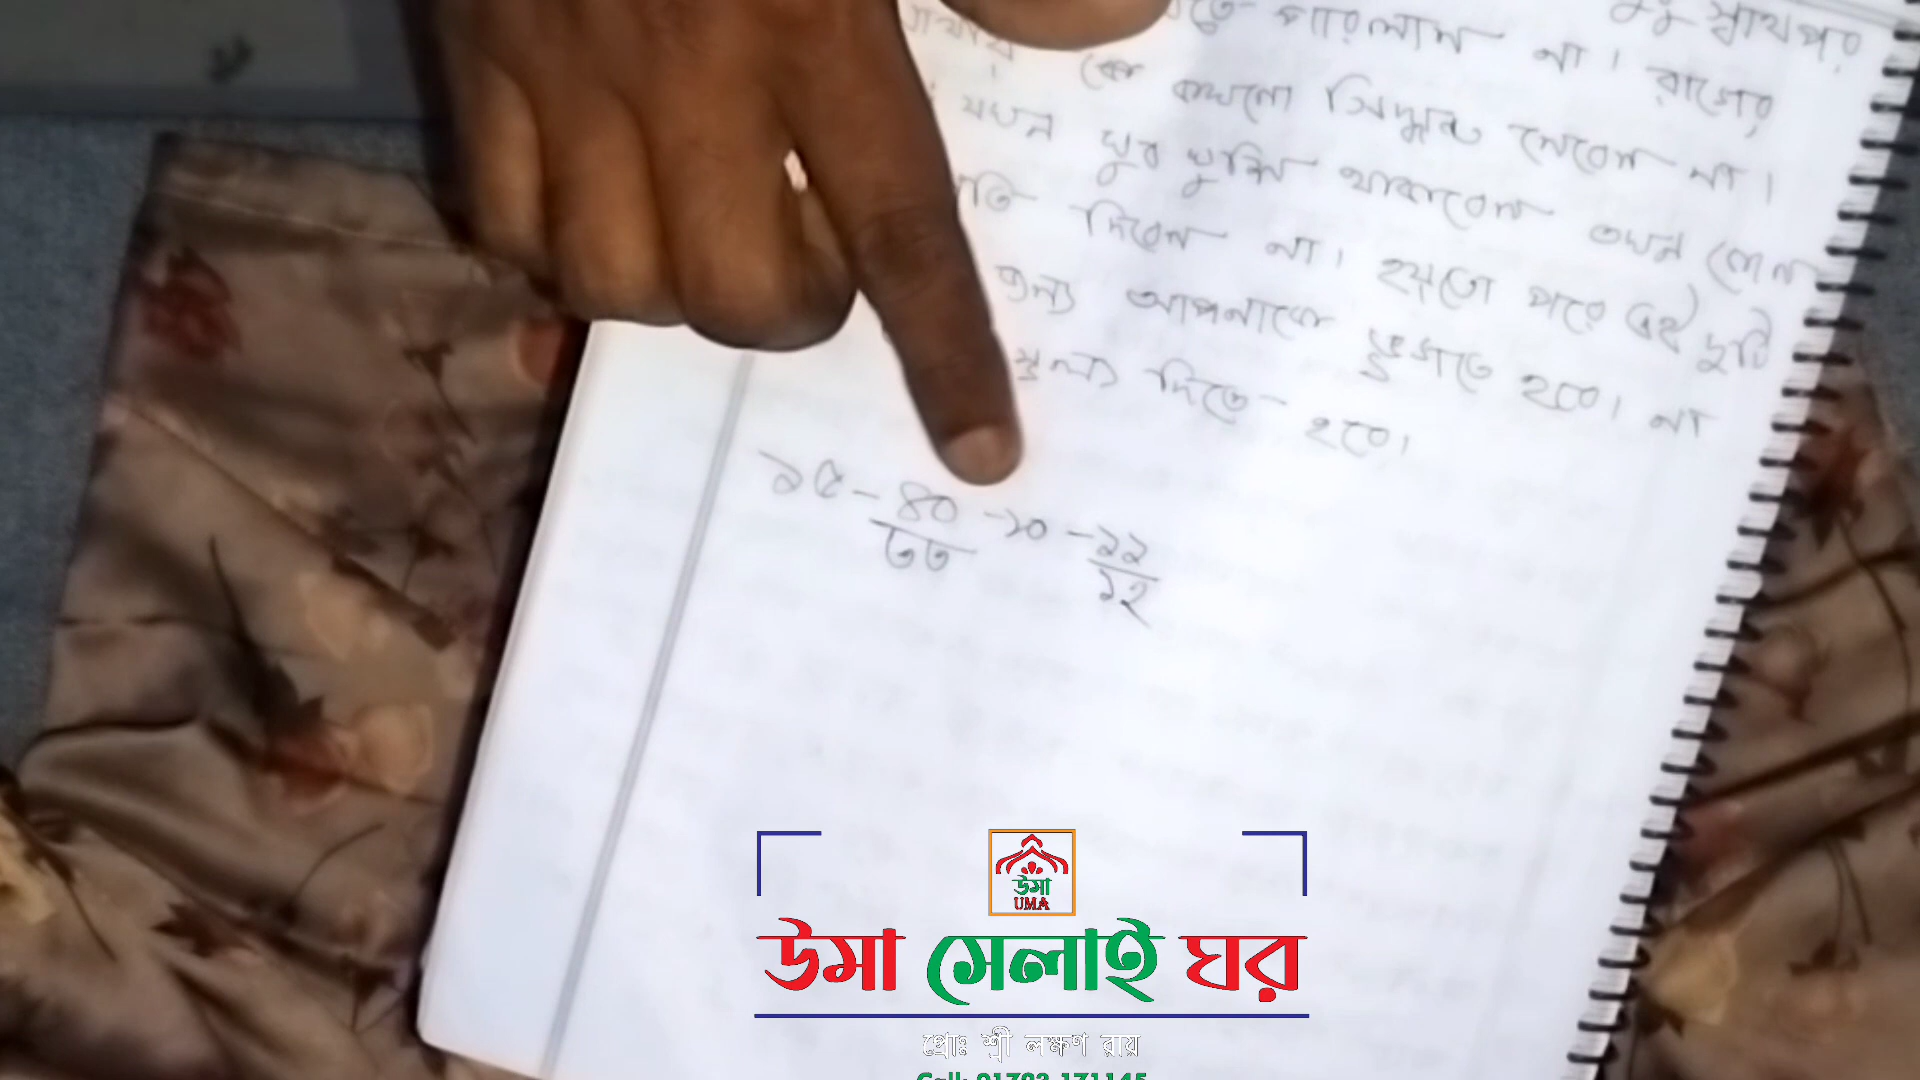 পারলাম না। রাগের
কখনো সিদ্ধান্ত নেবেন না।
যখন খুব খুশি থাকবেন তখন
দিবেন না। হয়তো পরে এই দুটি
জন্য আপনাকে ভুগতে হবে। না
মূল্য দিতে হবে।
১৫ - ৪০ - ১০ - ১১
৩৩ ১২
উমা
UMA
উমা সেলাই ঘর
প্রোঃ শ্রী লক্ষণ রায়